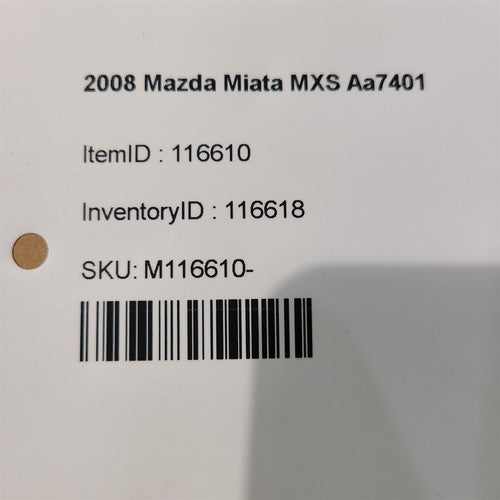 2008 Mazda Miata MXS Aa7401
ItemID : 116610
InventoryID : 116618
SKU: M116610-